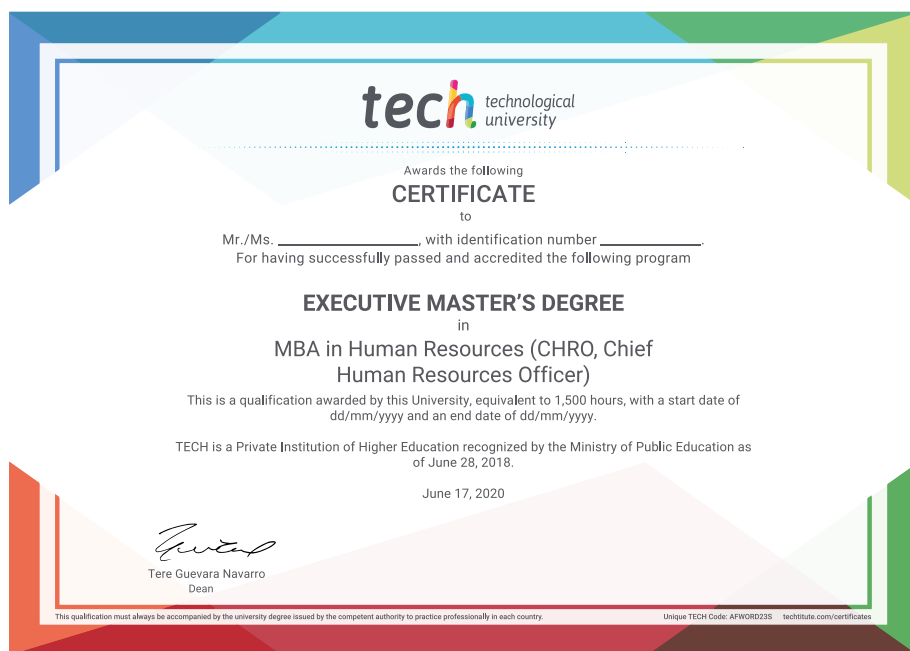 tech technological
university
Awards the following
CERTIFICATE
to
Mr./Ms. ____________________, with identification number ______________.
For having successfully passed and accredited the following program
EXECUTIVE MASTER'S DEGREE
in
MBA in Human Resources (CHRO, Chief
Human Resources Officer)
This is a qualification awarded by this University, equivalent to 1,500 hours, with a start date of
dd/mm/yyyy and an end date of dd/mm/yyyy.
TECH is a Private Institution of Higher Education recognized by the Ministry of Public Education as
of June 28, 2018.
June 17, 2020
Tere Guevara Navarro
Dean
This qualification must always be accompanied by the university degree issued by the competent authority to practice professionally in each country.
Unique TECH Code: AFWORD23S techtitute.com/certificates